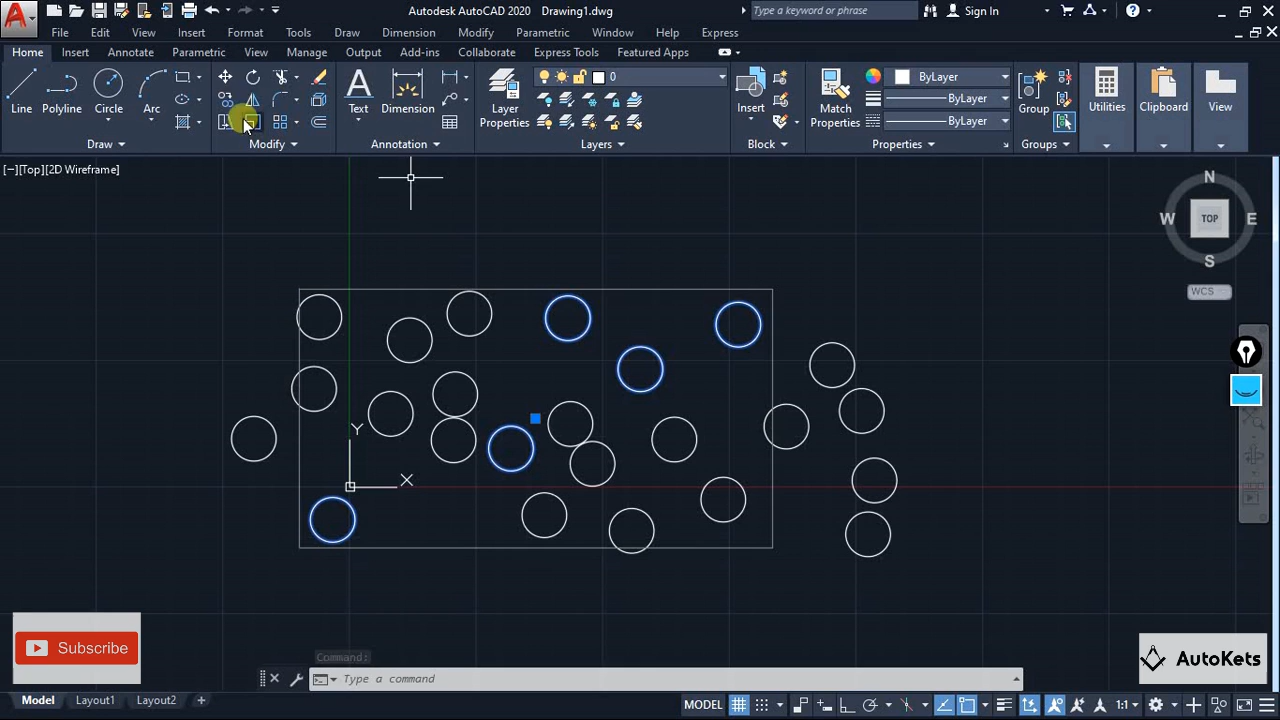 Autodesk AutoCAD 2020 Drawing1.dwg
Type a keyword or phrase
Sign In
File Edit View Insert Format Tools Draw Dimension Modify Parametric Window Help Express
Home Insert Annotate Parametric View Manage Output Add-ins Collaborate Express Tools Featured Apps
Line Polyline Circle Arc
Text Dimension
Layer
Properties
0
Insert
Match
Properties
ByLayer
ByLayer
ByLayer
Group
Utilities
Clipboard
View
Draw Modify Annotation Layers Block Properties Groups
[−][Top][2D Wireframe]
N
W TOP E
S
WCS
Y
X
Subscribe
AutoKets
Command:
Type a command
Model Layout1 Layout2 +
MODEL
1:1